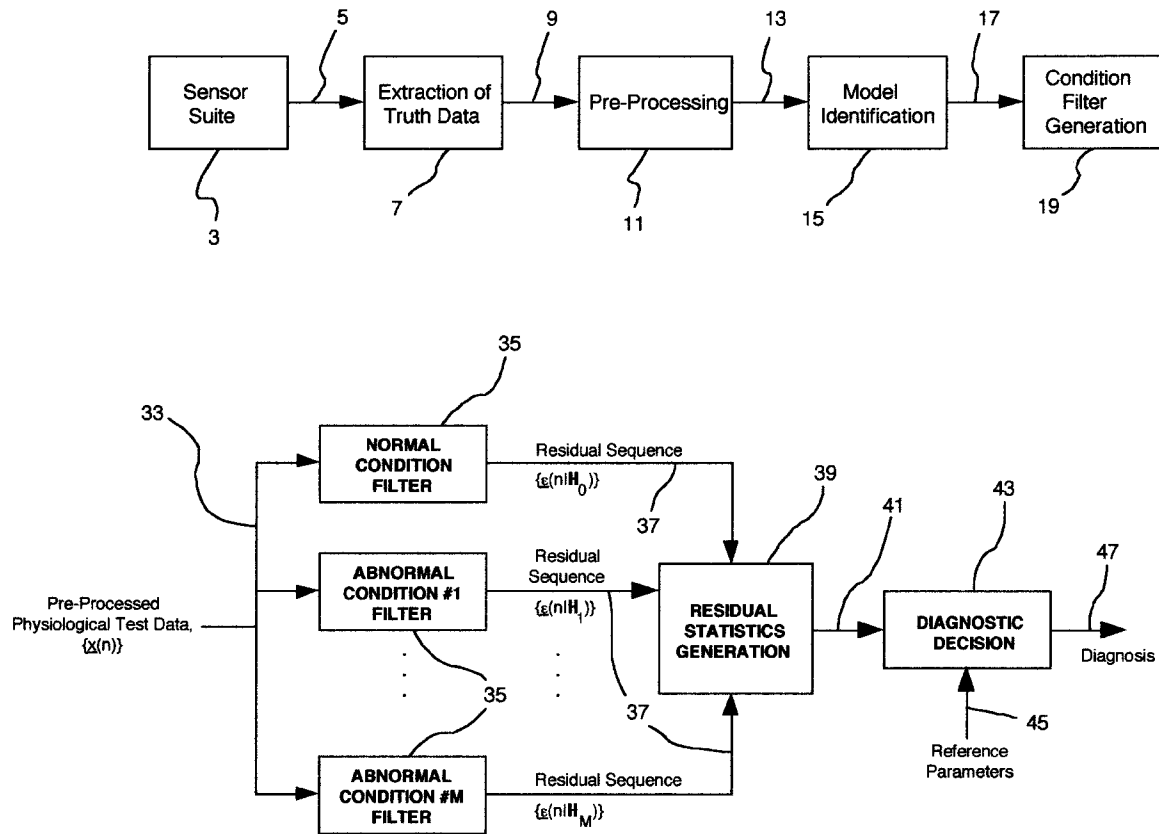 5
9
13
17
Sensor
Suite
Extraction of
Truth Data
Pre-Processing
Model
Identification
Condition
Filter
Generation
3
7
11
15
19
35
33
NORMAL
CONDITION
FILTER
Residual Sequence
{ε(n|H₀)}
37
39
41
43
47
ABNORMAL
CONDITION #1
FILTER
Residual
Sequence
{ε(n|H₁)}
Pre-Processed
Physiological Test Data,
{x(n)}
RESIDUAL
STATISTICS
GENERATION
DIAGNOSTIC
DECISION
Diagnosis
35
37
45
Reference
Parameters
ABNORMAL
CONDITION #M
FILTER
Residual Sequence
{ε(n|H_M)}